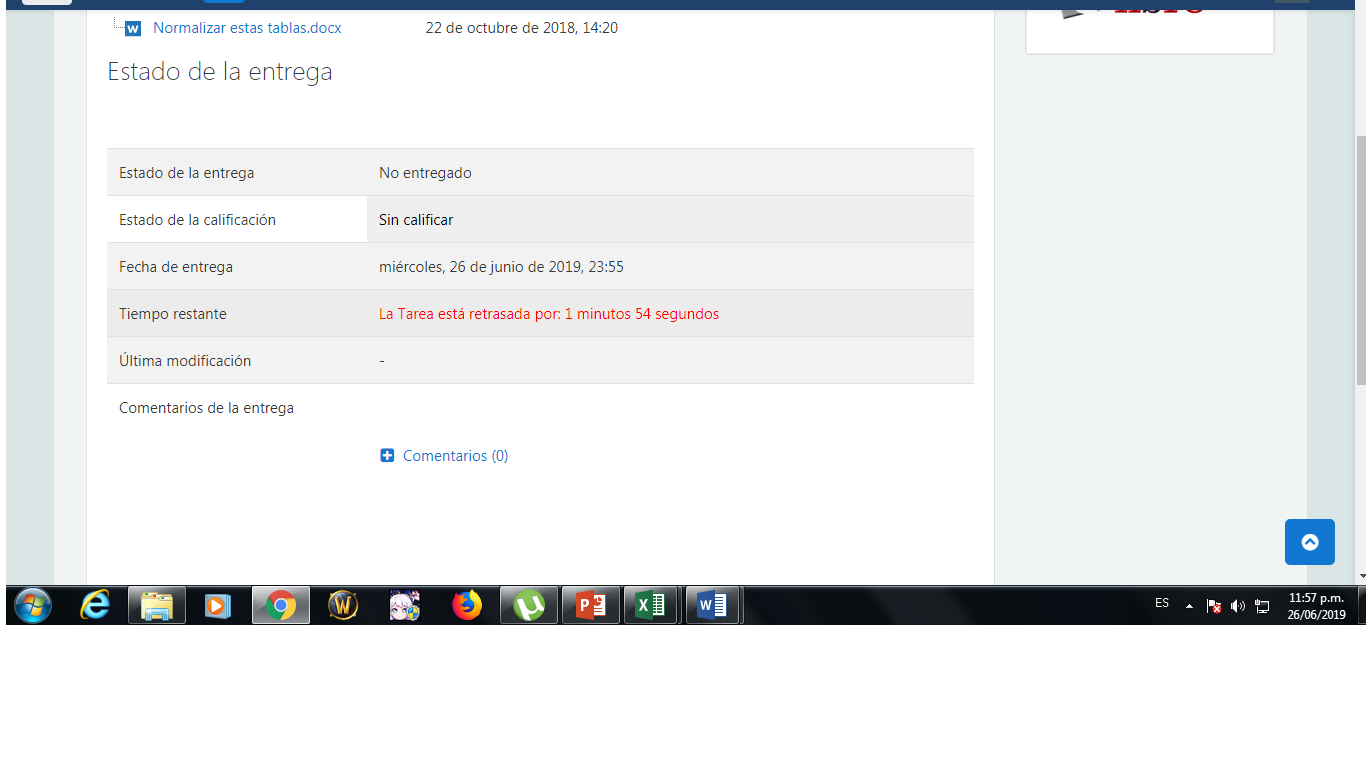 Normalizar estas tablas.docx 22 de octubre de 2018, 14:20
Estado de la entrega
Estado de la entrega No entregado
Estado de la calificación Sin calificar
Fecha de entrega miércoles, 26 de junio de 2019, 23:55
Tiempo restante La Tarea está retrasada por: 1 minutos 54 segundos
Última modificación -
Comentarios de la entrega
Comentarios (0)
ES 11:57 p.m.
26/06/2019